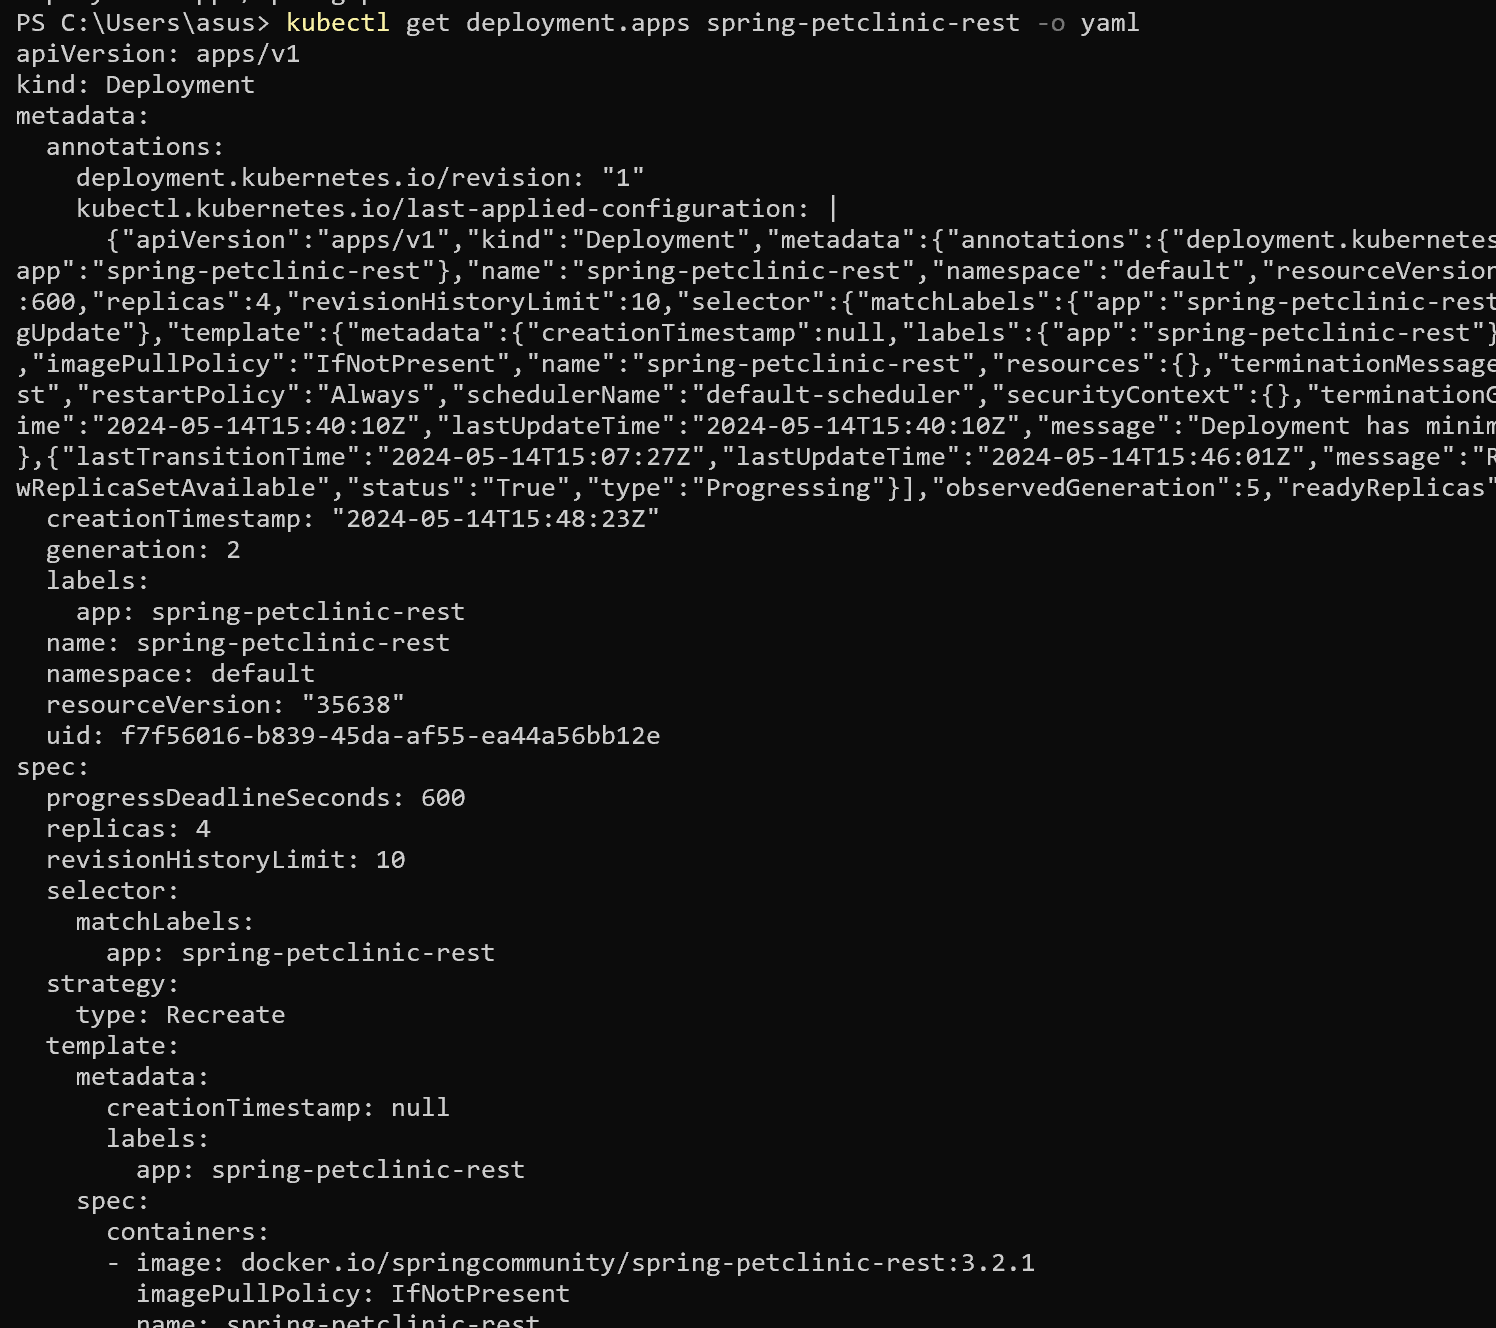 PS C:\Users\asus> kubectl get deployment.apps spring-petclinic-rest -o yaml
apiVersion: apps/v1
kind: Deployment
metadata:
  annotations:
    deployment.kubernetes.io/revision: "1"
    kubectl.kubernetes.io/last-applied-configuration: |
      {"apiVersion":"apps/v1","kind":"Deployment","metadata":{"annotations":{"deployment.kubernetes
app":"spring-petclinic-rest"},"name":"spring-petclinic-rest","namespace":"default","resourceVersion
:600,"replicas":4,"revisionHistoryLimit":10,"selector":{"matchLabels":{"app":"spring-petclinic-rest
gUpdate"},"template":{"metadata":{"creationTimestamp":null,"labels":{"app":"spring-petclinic-rest"}
,"imagePullPolicy":"IfNotPresent","name":"spring-petclinic-rest","resources":{},"terminationMessage
st","restartPolicy":"Always","schedulerName":"default-scheduler","securityContext":{},"terminationG
ime":"2024-05-14T15:40:10Z","lastUpdateTime":"2024-05-14T15:40:10Z","message":"Deployment has minim
},{"lastTransitionTime":"2024-05-14T15:07:27Z","lastUpdateTime":"2024-05-14T15:46:01Z","message":"R
wReplicaSetAvailable","status":"True","type":"Progressing"}],"observedGeneration":5,"readyReplicas"
  creationTimestamp: "2024-05-14T15:48:23Z"
  generation: 2
  labels:
    app: spring-petclinic-rest
  name: spring-petclinic-rest
  namespace: default
  resourceVersion: "35638"
  uid: f7f56016-b839-45da-af55-ea44a56bb12e
spec:
  progressDeadlineSeconds: 600
  replicas: 4
  revisionHistoryLimit: 10
  selector:
    matchLabels:
      app: spring-petclinic-rest
  strategy:
    type: Recreate
  template:
    metadata:
      creationTimestamp: null
      labels:
        app: spring-petclinic-rest
    spec:
      containers:
      - image: docker.io/springcommunity/spring-petclinic-rest:3.2.1
        imagePullPolicy: IfNotPresent
        name: spring-petclinic-rest